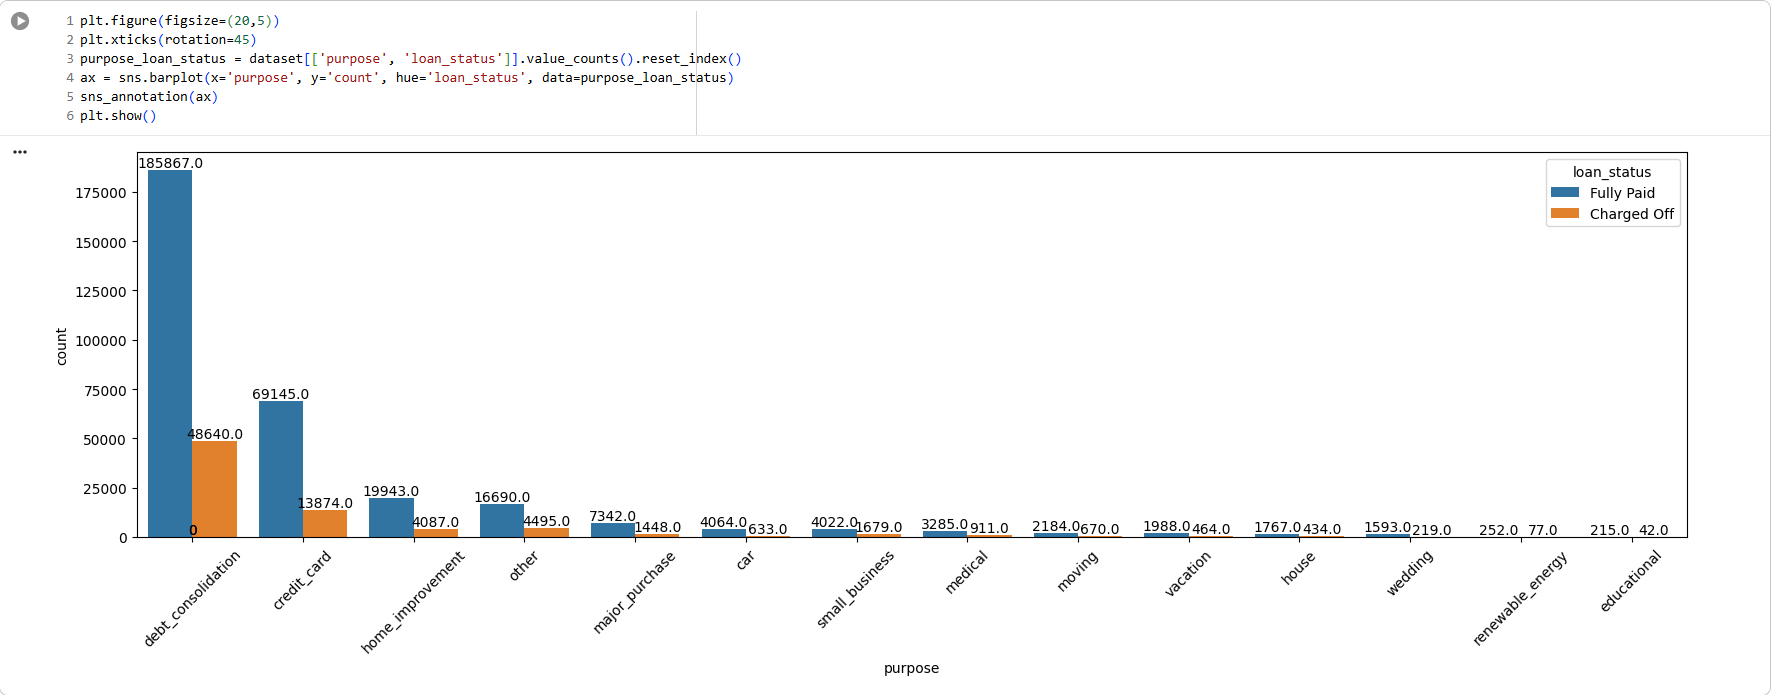 1 plt.figure(figsize=(20,5))
2 plt.xticks(rotation=45)
3 purpose_loan_status = dataset[['purpose', 'loan_status']].value_counts().reset_index()
4 ax = sns.barplot(x='purpose', y='count', hue='loan_status', data=purpose_loan_status)
5 sns_annotation(ax)
6 plt.show()
loan_status
Fully Paid
Charged Off
count
175000
150000
125000
100000
75000
50000
25000
0
185867.0
48640.0
0
69145.0
13874.0
19943.0
4087.0
16690.0
4495.0
7342.0
1448.0
4064.0
633.0
4022.0
1679.0
3285.0
911.0
2184.0
670.0
1988.0
464.0
1767.0
434.0
1593.0
219.0
252.0
77.0
215.0
42.0
debt_consolidation
credit_card
home_improvement
other
major_purchase
car
small_business
medical
moving
vacation
house
wedding
renewable_energy
educational
purpose